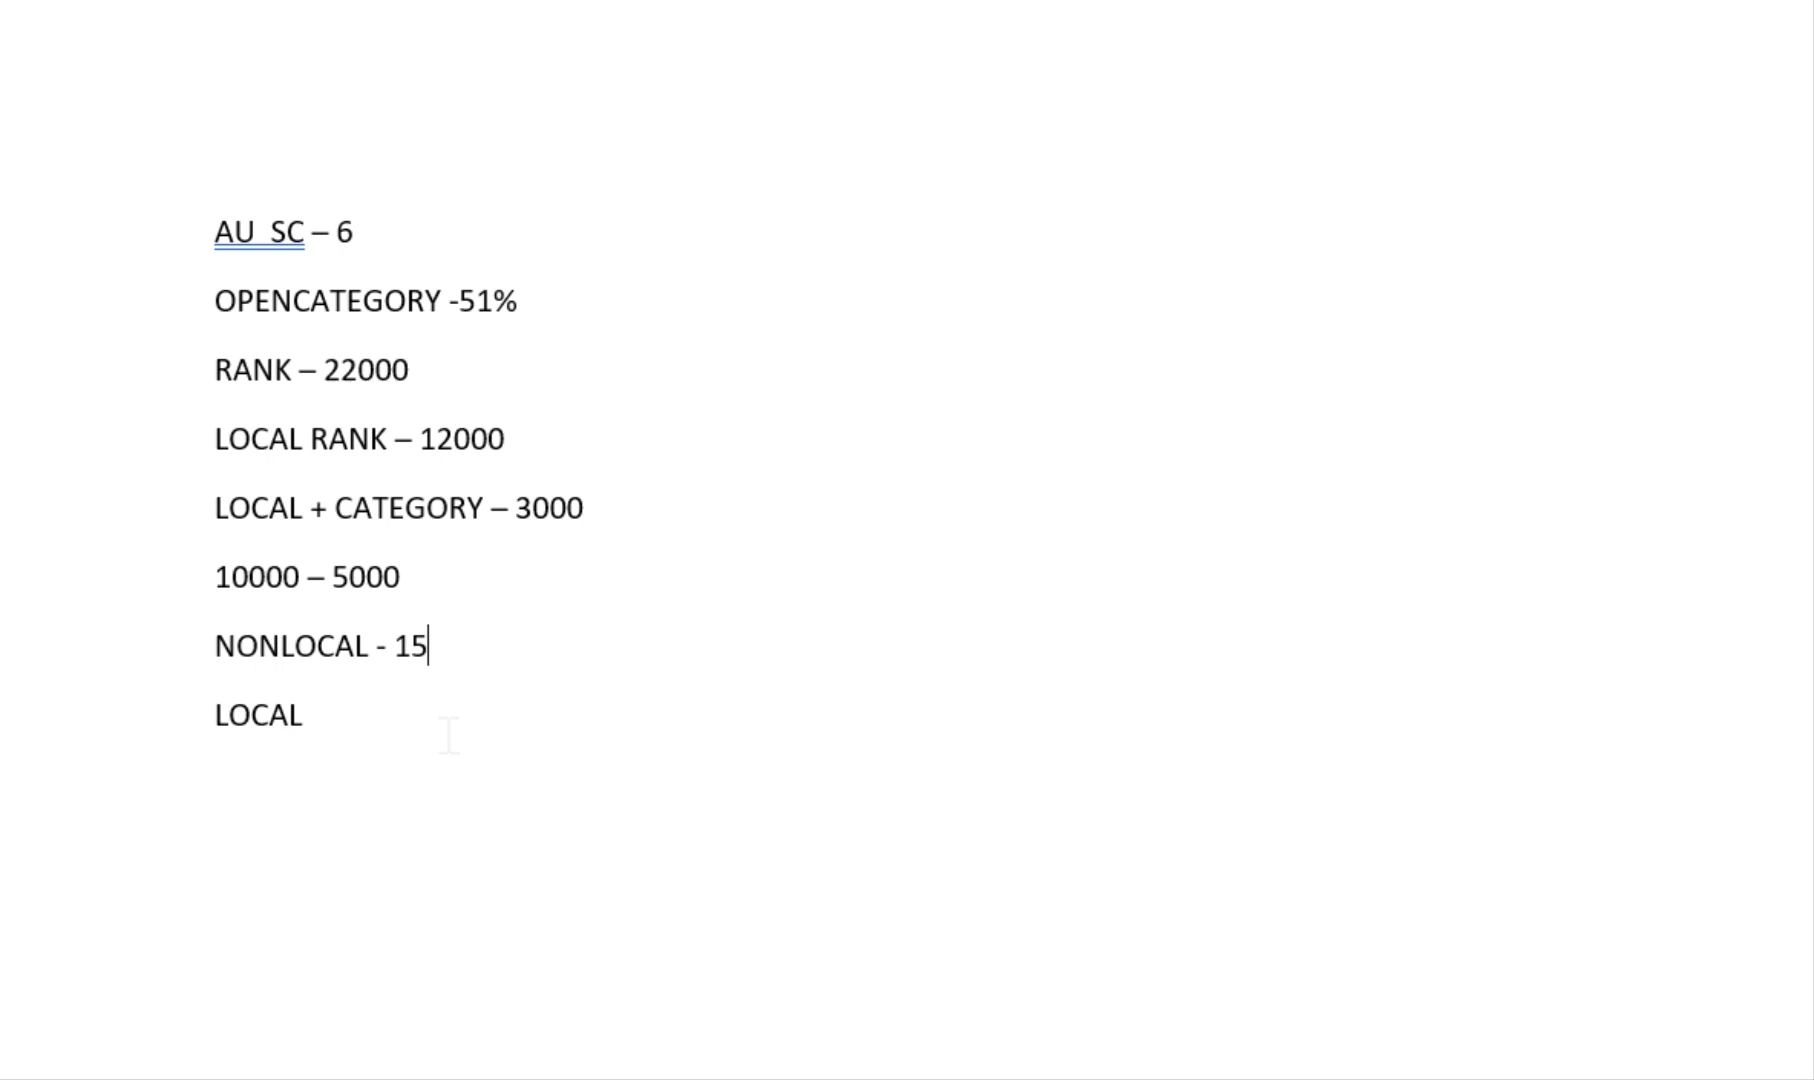 AU  SC – 6
OPENCATEGORY -51%
RANK – 22000
LOCAL RANK – 12000
LOCAL + CATEGORY – 3000
10000 – 5000
NONLOCAL - 15
LOCAL